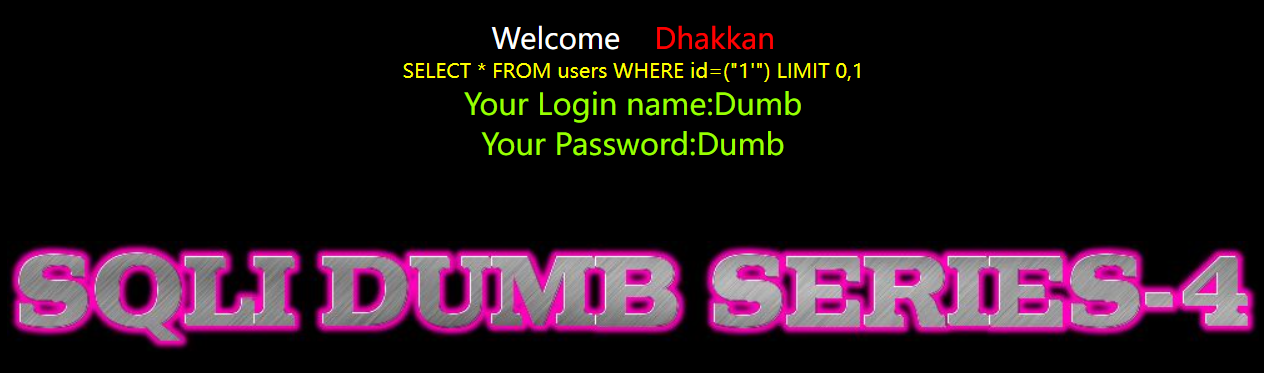 Welcome Dhakkan
SELECT * FROM users WHERE id=("1'") LIMIT 0,1
Your Login name:Dumb
Your Password:Dumb
SQLI DUMB SERIES-4